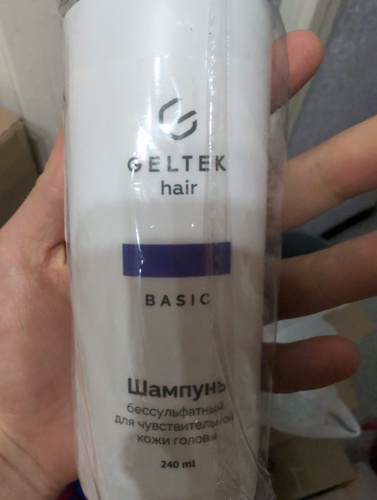 GELTEK
hair
BASIC
Шампунь
бессульфатный
для чувствительной
кожи головы
240 ml